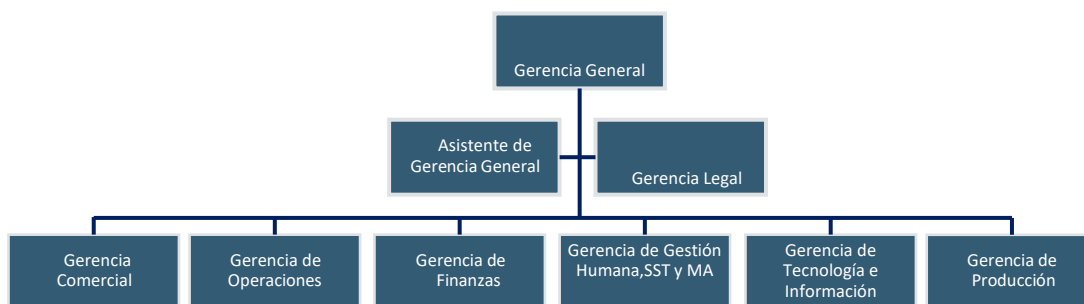 Gerencia General
Asistente de
Gerencia General
Gerencia Legal
Gerencia
Comercial
Gerencia de
Operaciones
Gerencia de
Finanzas
Gerencia de Gestión
Humana,SST y MA
Gerencia de
Tecnología e
Información
Gerencia de
Producción